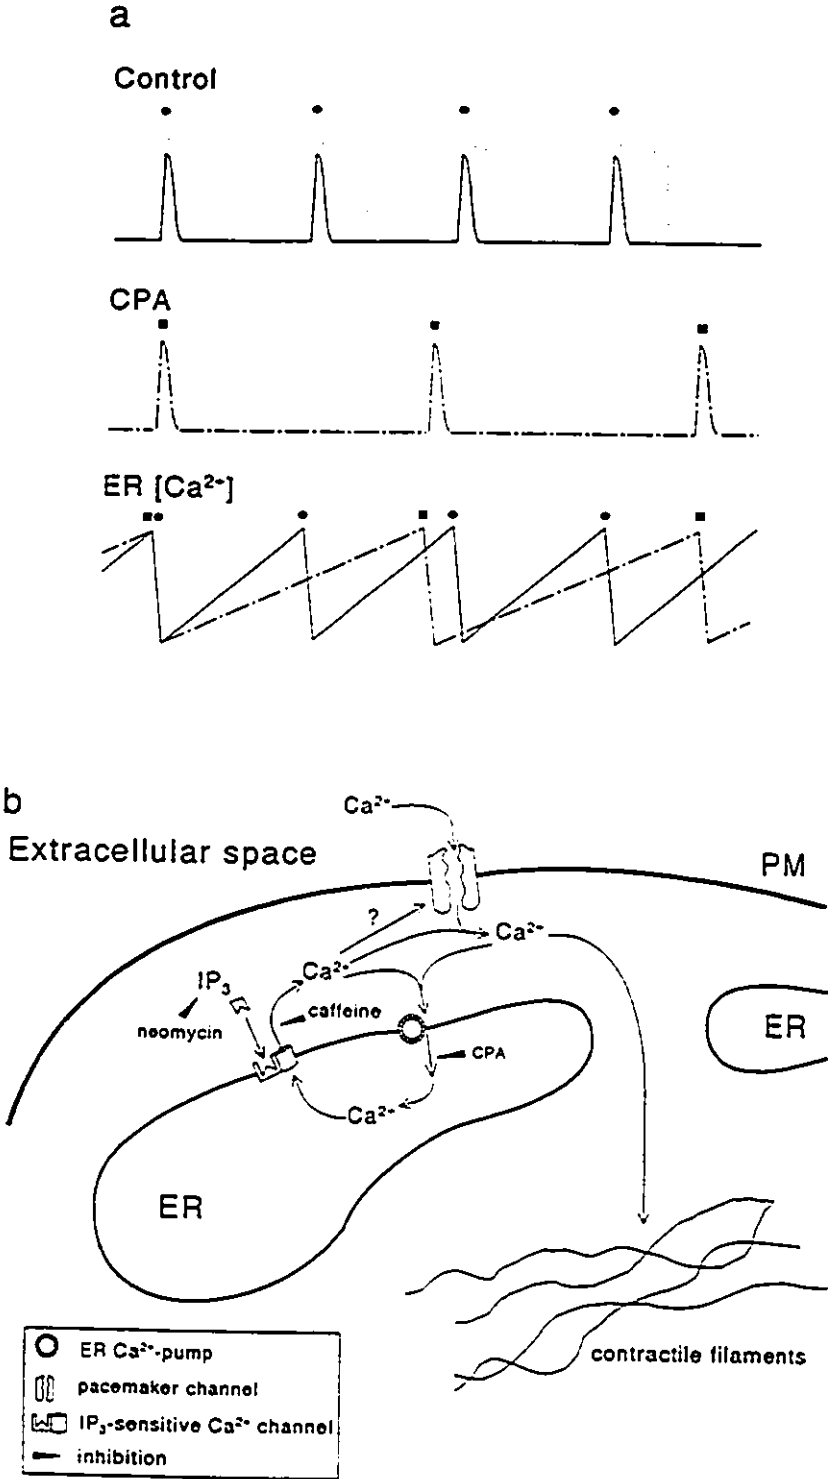 a
Control
CPA
ER [Ca²⁺]
b
Ca²⁺
Extracellular space
PM
?
Ca²⁺
Ca²⁺
IP₃
caffeine
neomycin
ER
CPA
Ca²⁺
ER
ER Ca²⁺-pump
pacemaker channel
IP₃-sensitive Ca²⁺ channel
inhibition
contractile filaments